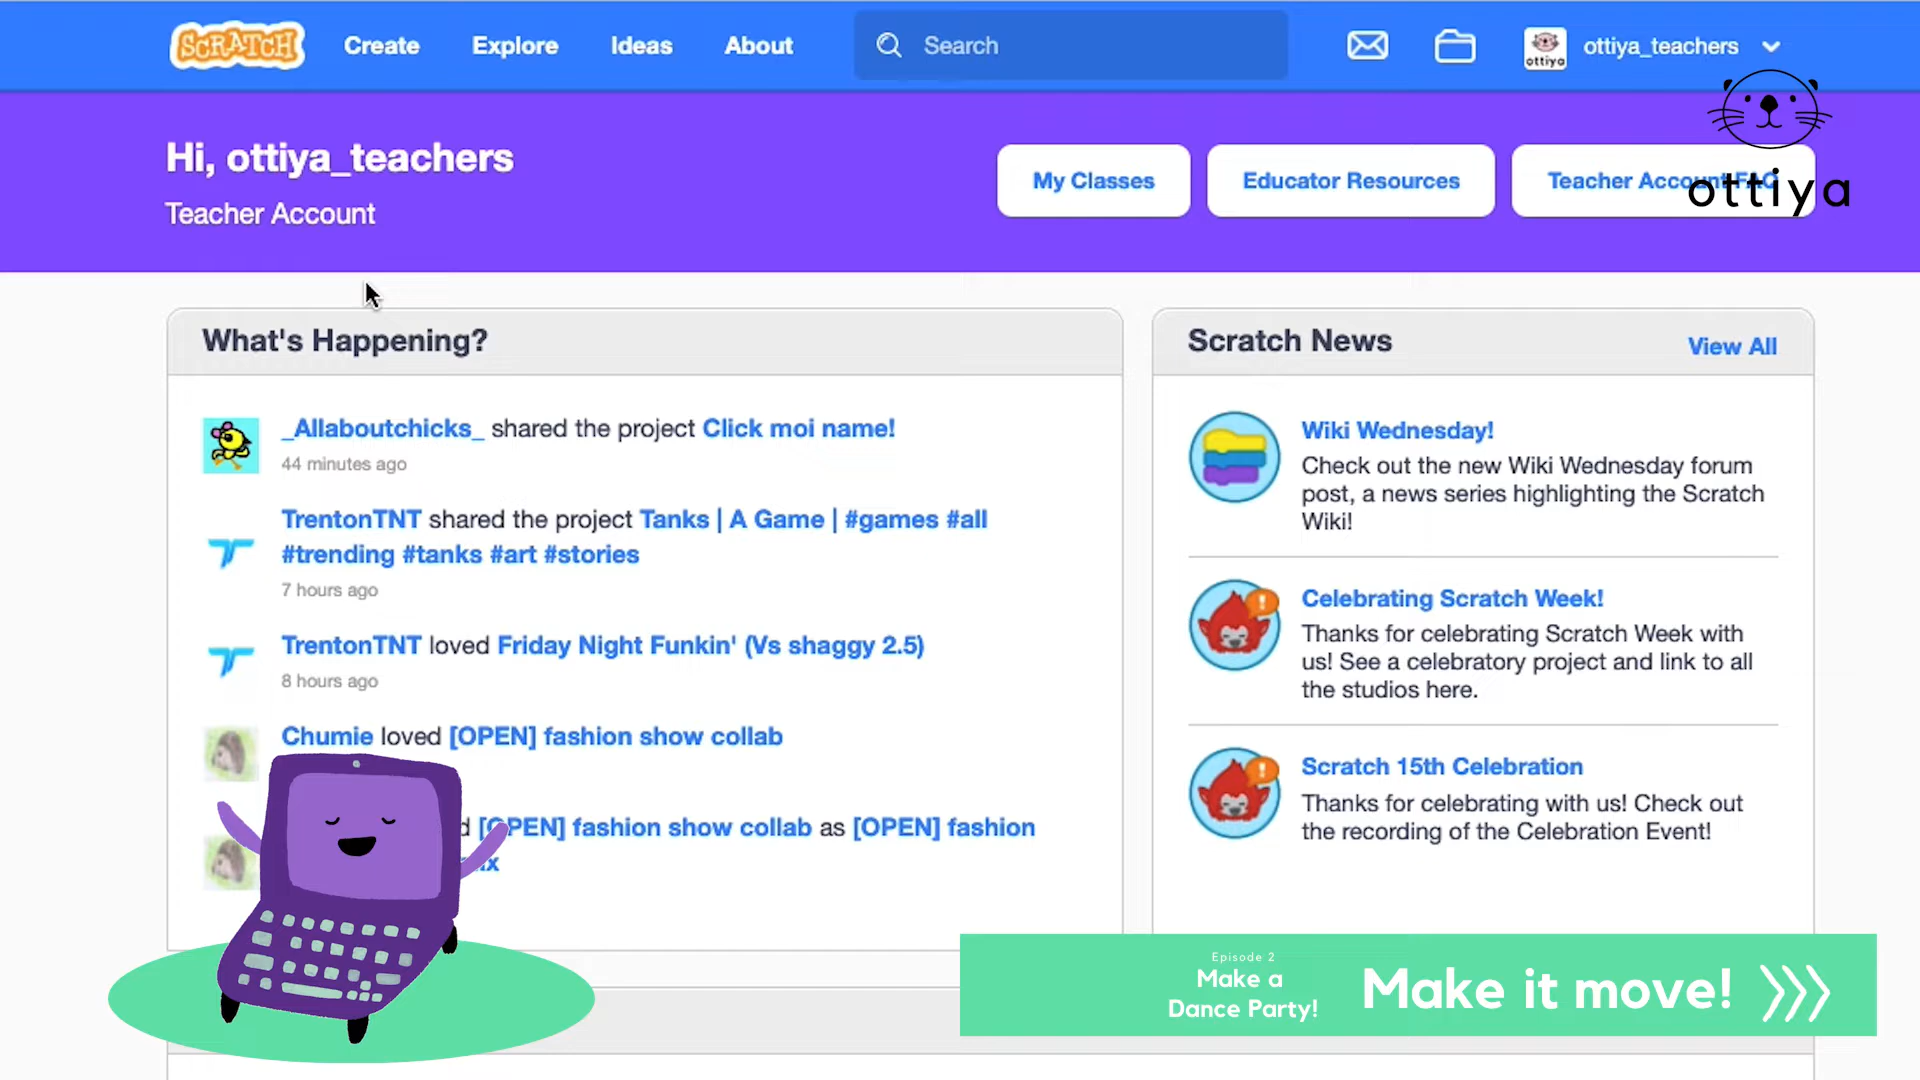 SCRATCH Create Explore Ideas About Search ottiya_teachers
ottiya
Hi, ottiya_teachers
Teacher Account
My Classes Educator Resources Teacher Account FAQ
ottiya
What's Happening?
_Allaboutchicks_ shared the project Click moi name!
44 minutes ago
TrentonTNT shared the project Tanks | A Game | #games #all
#trending #tanks #art #stories
7 hours ago
TrentonTNT loved Friday Night Funkin' (Vs shaggy 2.5)
8 hours ago
Chumie loved [OPEN] fashion show collab
[OPEN] fashion show collab as [OPEN] fashion
Scratch News View All
Wiki Wednesday!
Check out the new Wiki Wednesday forum
post, a news series highlighting the Scratch
Wiki!
Celebrating Scratch Week!
Thanks for celebrating Scratch Week with
us! See a celebratory project and link to all
the studios here.
Scratch 15th Celebration
Thanks for celebrating with us! Check out
the recording of the Celebration Event!
Episode 2
Make a
Dance Party!
Make it move!